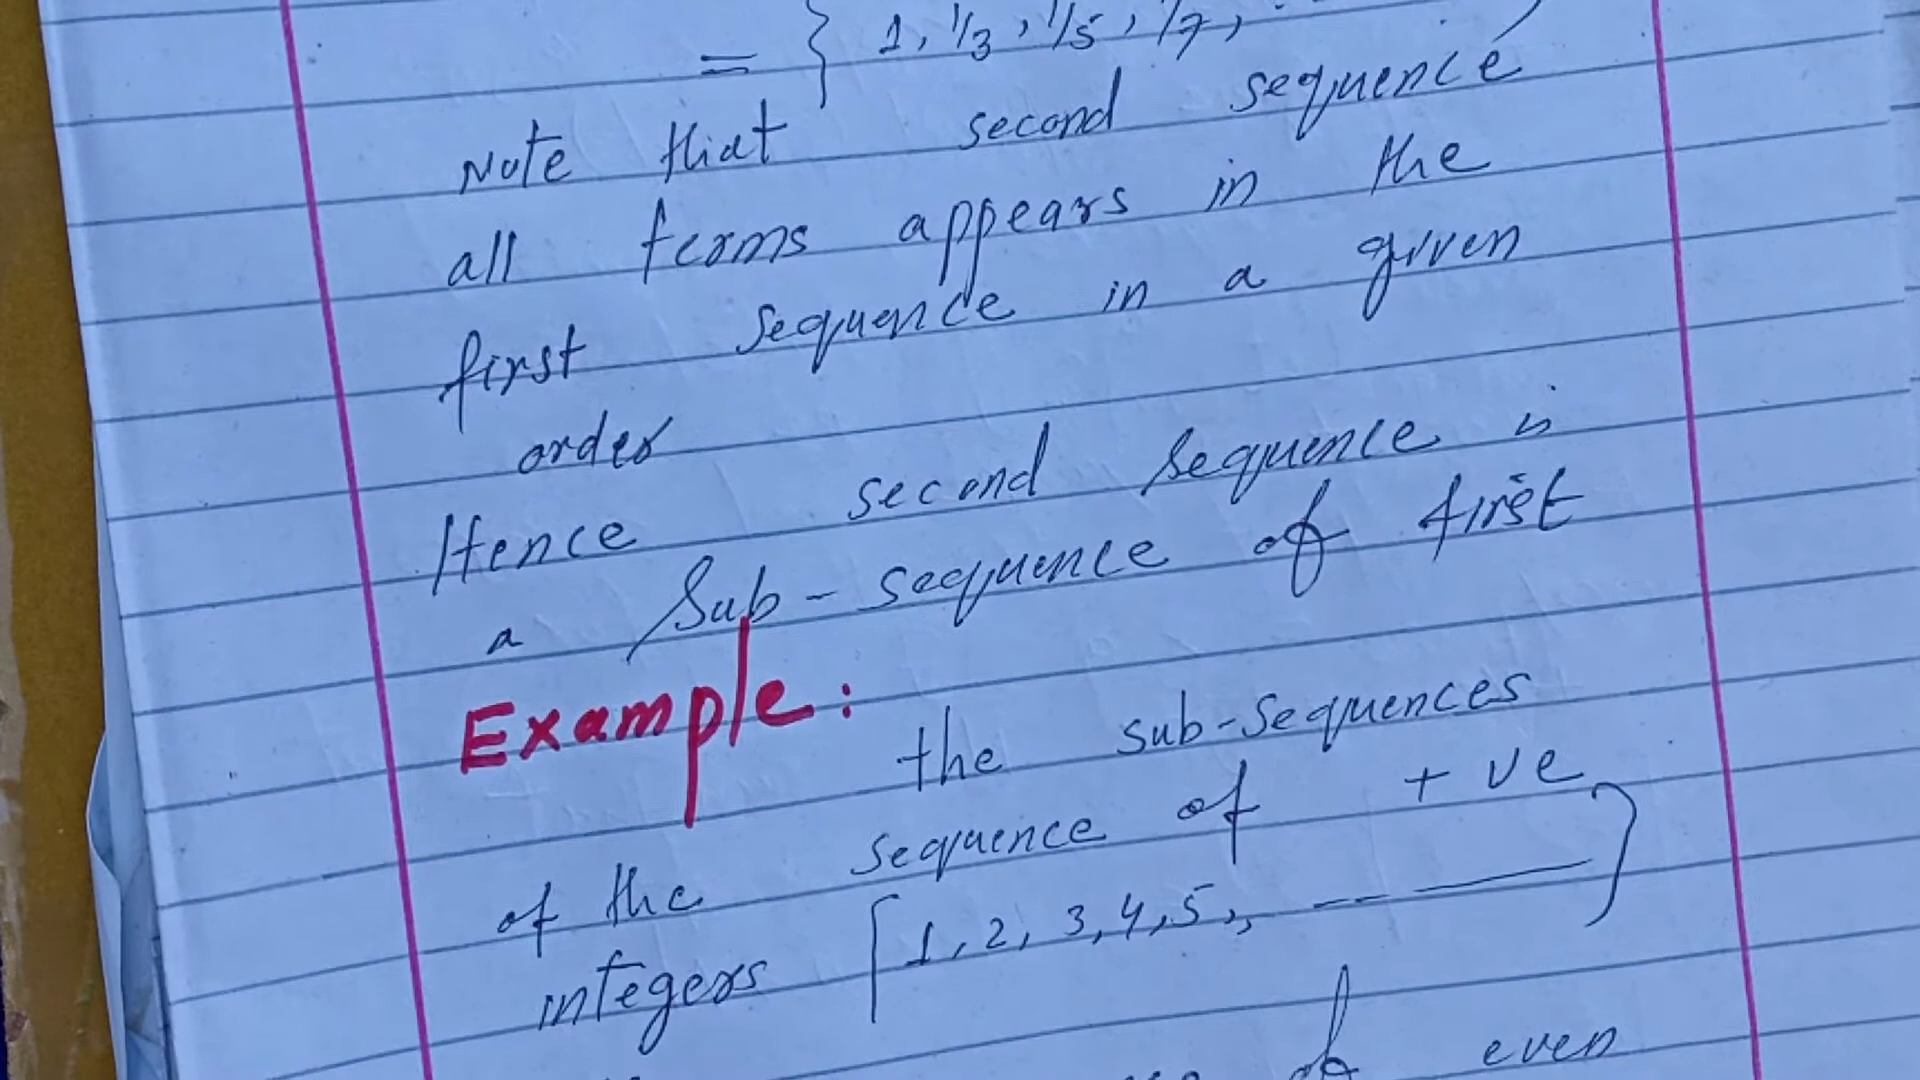 = { 1, 1/3, 1/5, 1/7,
Note that second sequence
all terms appears in the
first sequence in a given
order
Hence second sequence is
a Sub-sequence of first
Example:
the sub-sequences
of the sequence of +ve
integers [1, 2, 3, 4, 5,, -- —]
of even